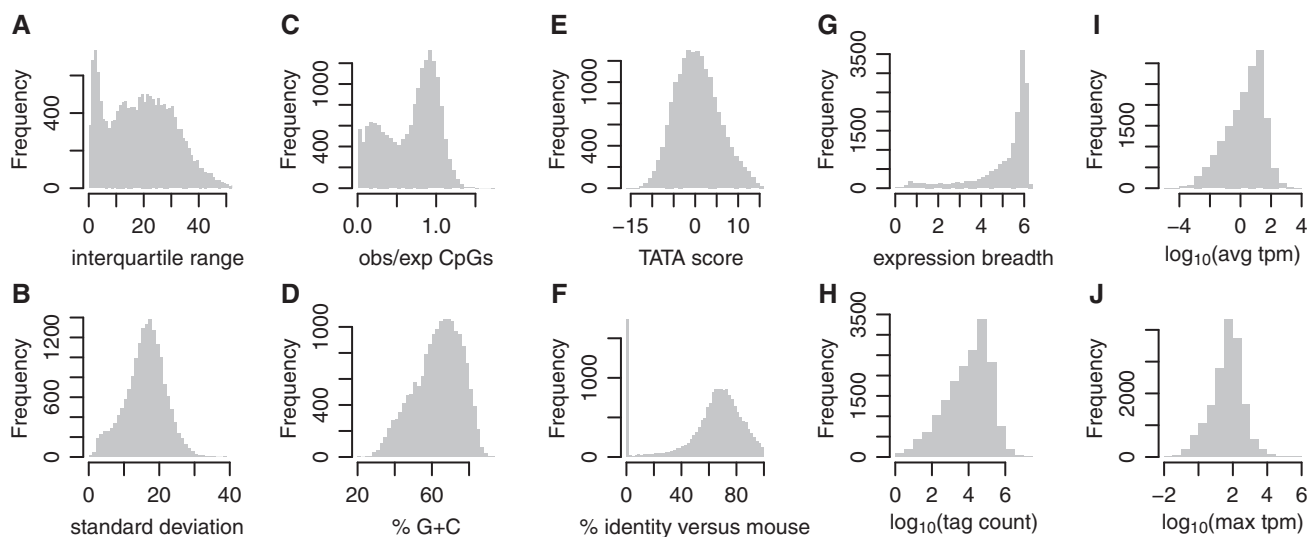 A
Frequency
0
400
0.0
20
40
interquartile range
C
Frequency
0
400
1000
0.0
1.0
obs/exp CpGs
E
Frequency
0
400
1000
−15
0
10
TATA score
G
Frequency
0
1500
3500
0
2
4
6
expression breadth
I
Frequency
0
1500
−4
0
2
4
log₁₀(avg tpm)
B
Frequency
0
600
1200
0
20
40
standard deviation
D
Frequency
0
400
1000
20
60
% G+C
F
Frequency
0
1000
0
40
80
% identity versus mouse
H
Frequency
0
1500
3500
0
2
4
6
log₁₀(tag count)
J
Frequency
0
2000
−2
2
4
6
log₁₀(max tpm)